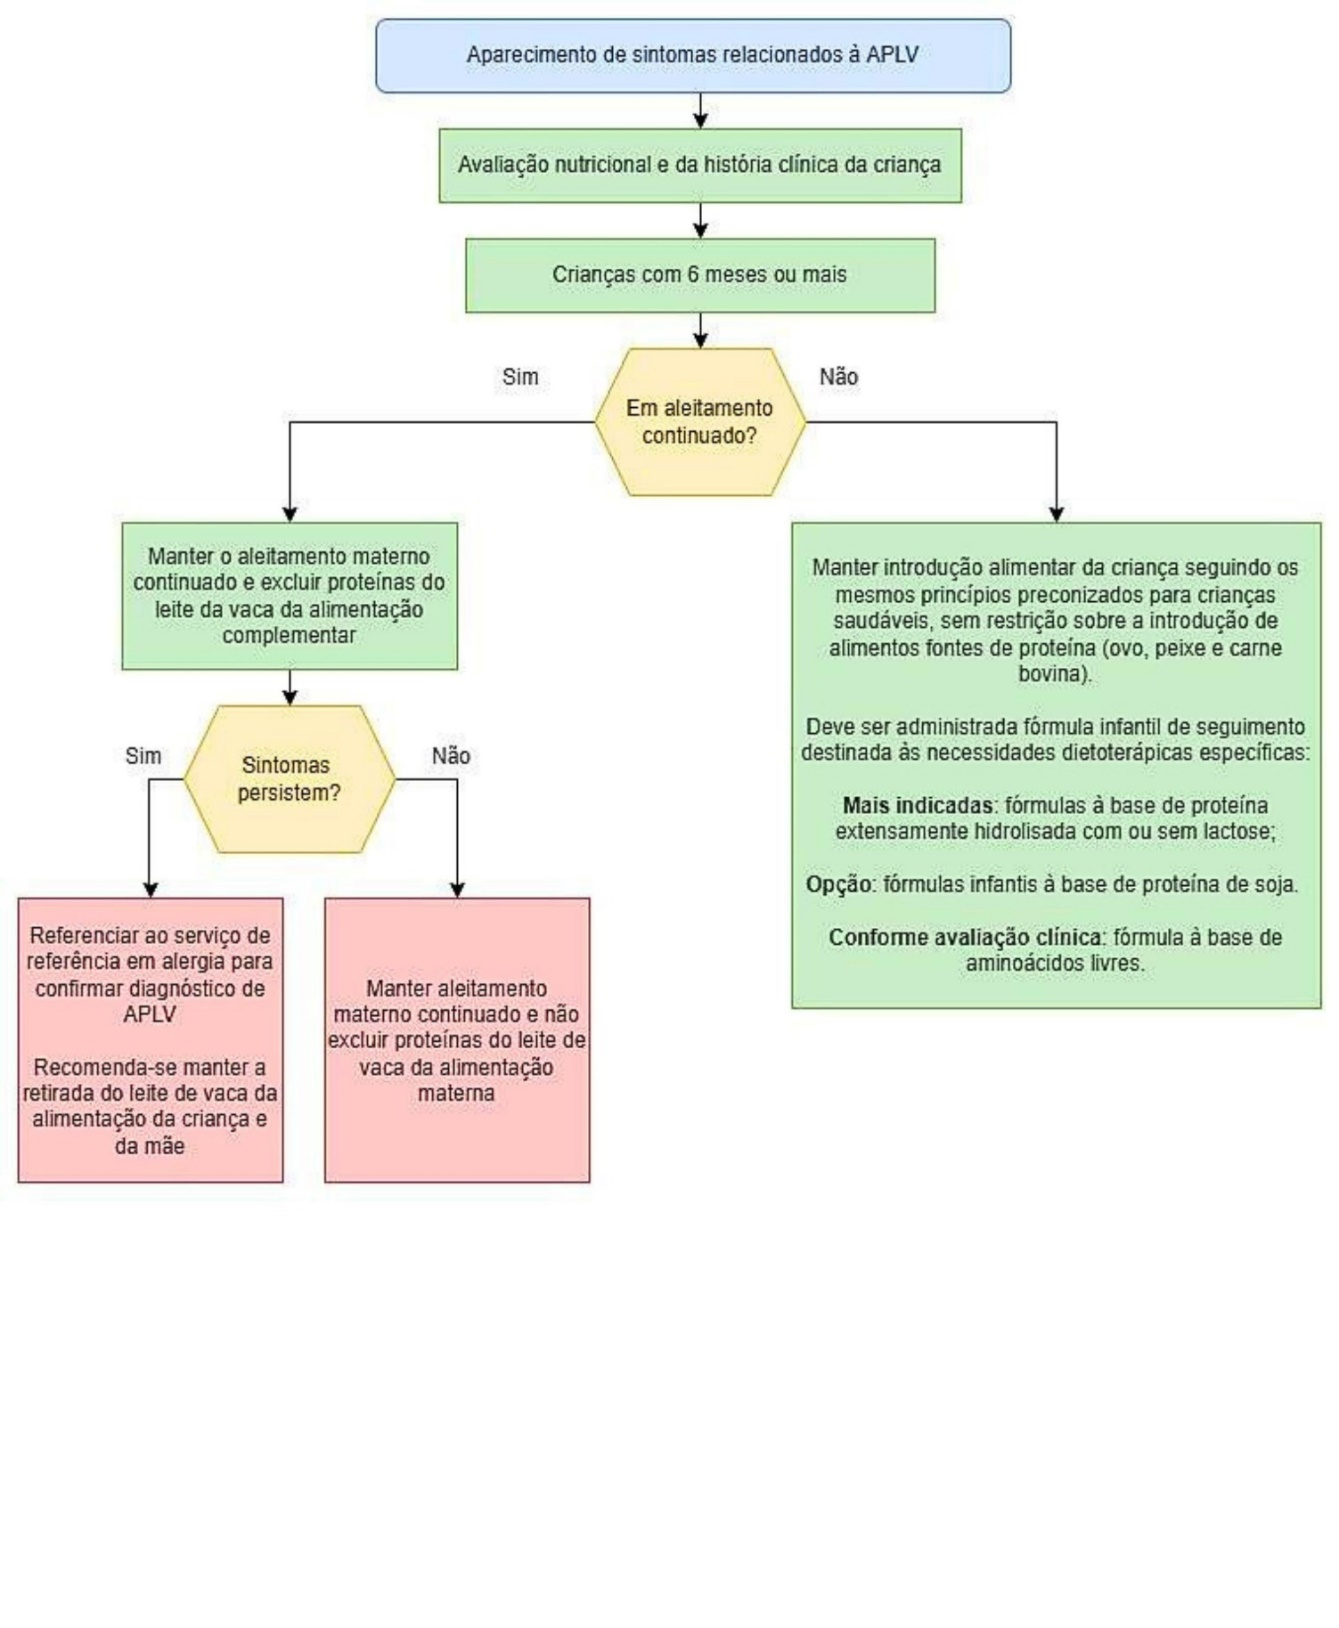 Aparecimento de sintomas relacionados à APLV
Avaliação nutricional e da história clínica da criança
Crianças com 6 meses ou mais
Sim
Não
Em aleitamento
continuado?
Manter o aleitamento materno
continuado e excluir proteínas do
leite da vaca da alimentação
complementar
Sim
Não
Sintomas
persistem?
Referenciar ao serviço de
referência em alergia para
confirmar diagnóstico de
APLV
Recomenda-se manter a
retirada do leite de vaca da
alimentação da criança e
da mãe
Manter aleitamento
materno continuado e não
excluir proteínas do leite de
vaca da alimentação
materna
Manter introdução alimentar da criança seguindo os
mesmos princípios preconizados para crianças
saudáveis, sem restrição sobre a introdução de
alimentos fontes de proteína (ovo, peixe e carne
bovina).
Deve ser administrada fórmula infantil de seguimento
destinada às necessidades dietoterápicas específicas:
Mais indicadas: fórmulas à base de proteína
extensamente hidrolisada com ou sem lactose;
Opção: fórmulas infantis à base de proteína de soja.
Conforme avaliação clínica: fórmula à base de
aminoácidos livres.